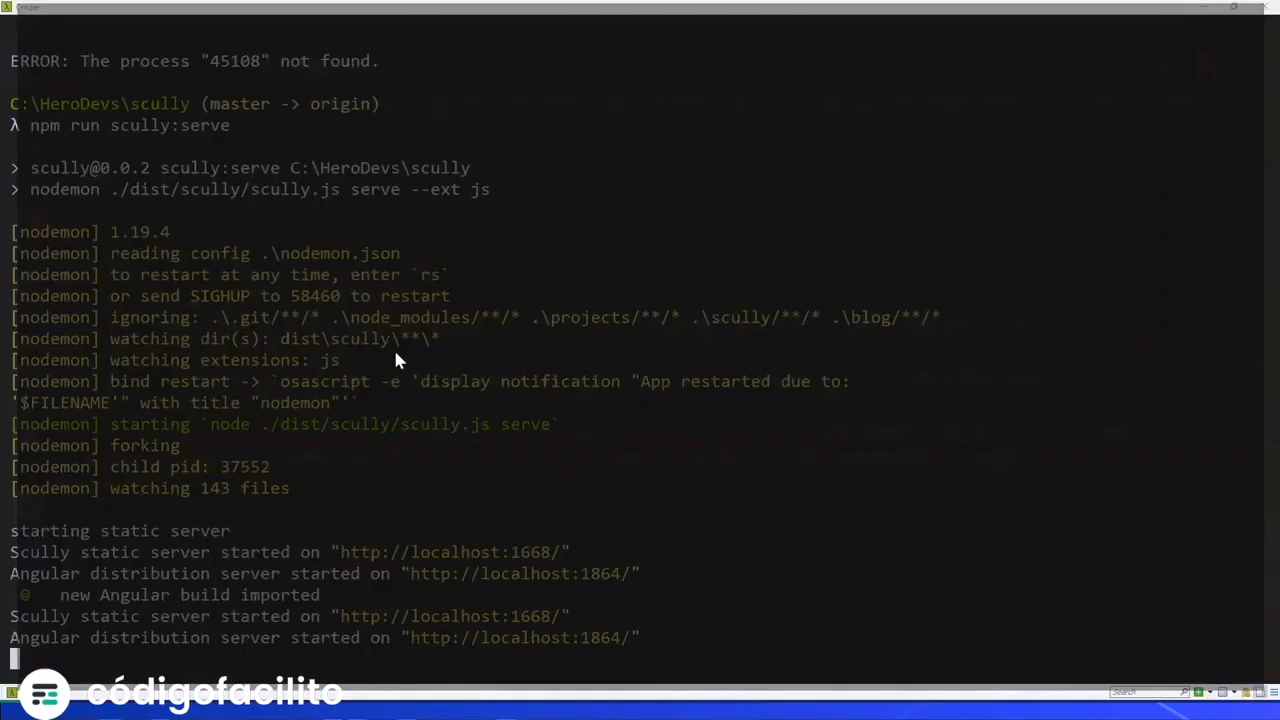 Cmder
ERROR: The process "45108" not found.
C:\HeroDevs\scully (master -> origin)
λ npm run scully:serve
> scully@0.0.2 scully:serve C:\HeroDevs\scully
> nodemon ./dist/scully/scully.js serve --ext js
[nodemon] 1.19.4
[nodemon] reading config .\nodemon.json
[nodemon] to restart at any time, enter `rs`
[nodemon] or send SIGHUP to 58460 to restart
[nodemon] ignoring: .\.git/**/* .\node_modules/**/* .\projects/**/* .\scully/**/* .\blog/**/*
[nodemon] watching dir(s): dist\scully\**\*
[nodemon] watching extensions: js
[nodemon] bind restart -> `osascript -e 'display notification "App restarted due to:
'$FILENAME'" with title "nodemon"'`
[nodemon] starting `node ./dist/scully/scully.js serve`
[nodemon] forking
[nodemon] child pid: 37552
[nodemon] watching 143 files
starting static server
Scully static server started on "http://localhost:1668/"
Angular distribution server started on "http://localhost:1864/"
0 new Angular build imported
Scully static server started on "http://localhost:1668/"
Angular distribution server started on "http://localhost:1864/"
códigofacilito
Search